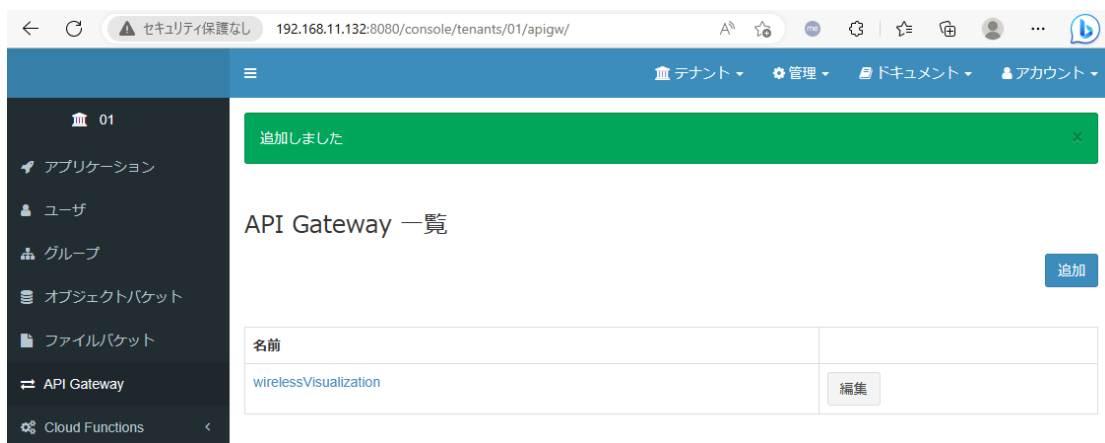 セキュリティ保護なし 192.168.11.132:8080/console/tenants/01/apigw/
テナント 管理 ドキュメント アカウント
01
追加しました ×
アプリケーション
ユーザ
API Gateway 一覧
グループ
追加
オブジェクトバケット
ファイルバケット
名前
API Gateway
wirelessVisualization 編集
Cloud Functions